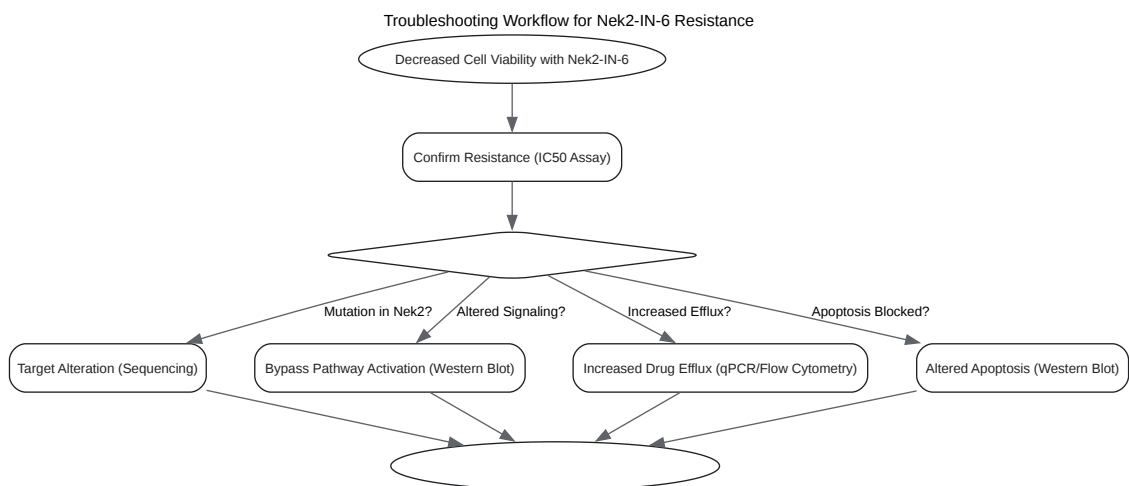 Troubleshooting Workflow for Nek2-IN-6 Resistance
Decreased Cell Viability with Nek2-IN-6
Confirm Resistance (IC50 Assay)
Mutation in Nek2?
Altered Signaling?
Increased Efflux?
Apoptosis Blocked?
Target Alteration (Sequencing)
Bypass Pathway Activation (Western Blot)
Increased Drug Efflux (qPCR/Flow Cytometry)
Altered Apoptosis (Western Blot)